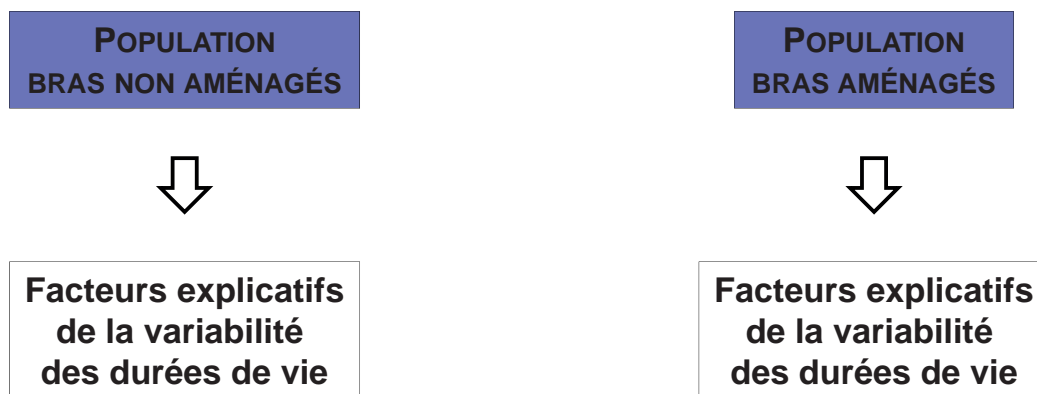 POPULATION
BRAS NON AMÉNAGÉS
POPULATION
BRAS AMÉNAGÉS
Facteurs explicatifs
de la variabilité
des durées de vie
Facteurs explicatifs
de la variabilité
des durées de vie